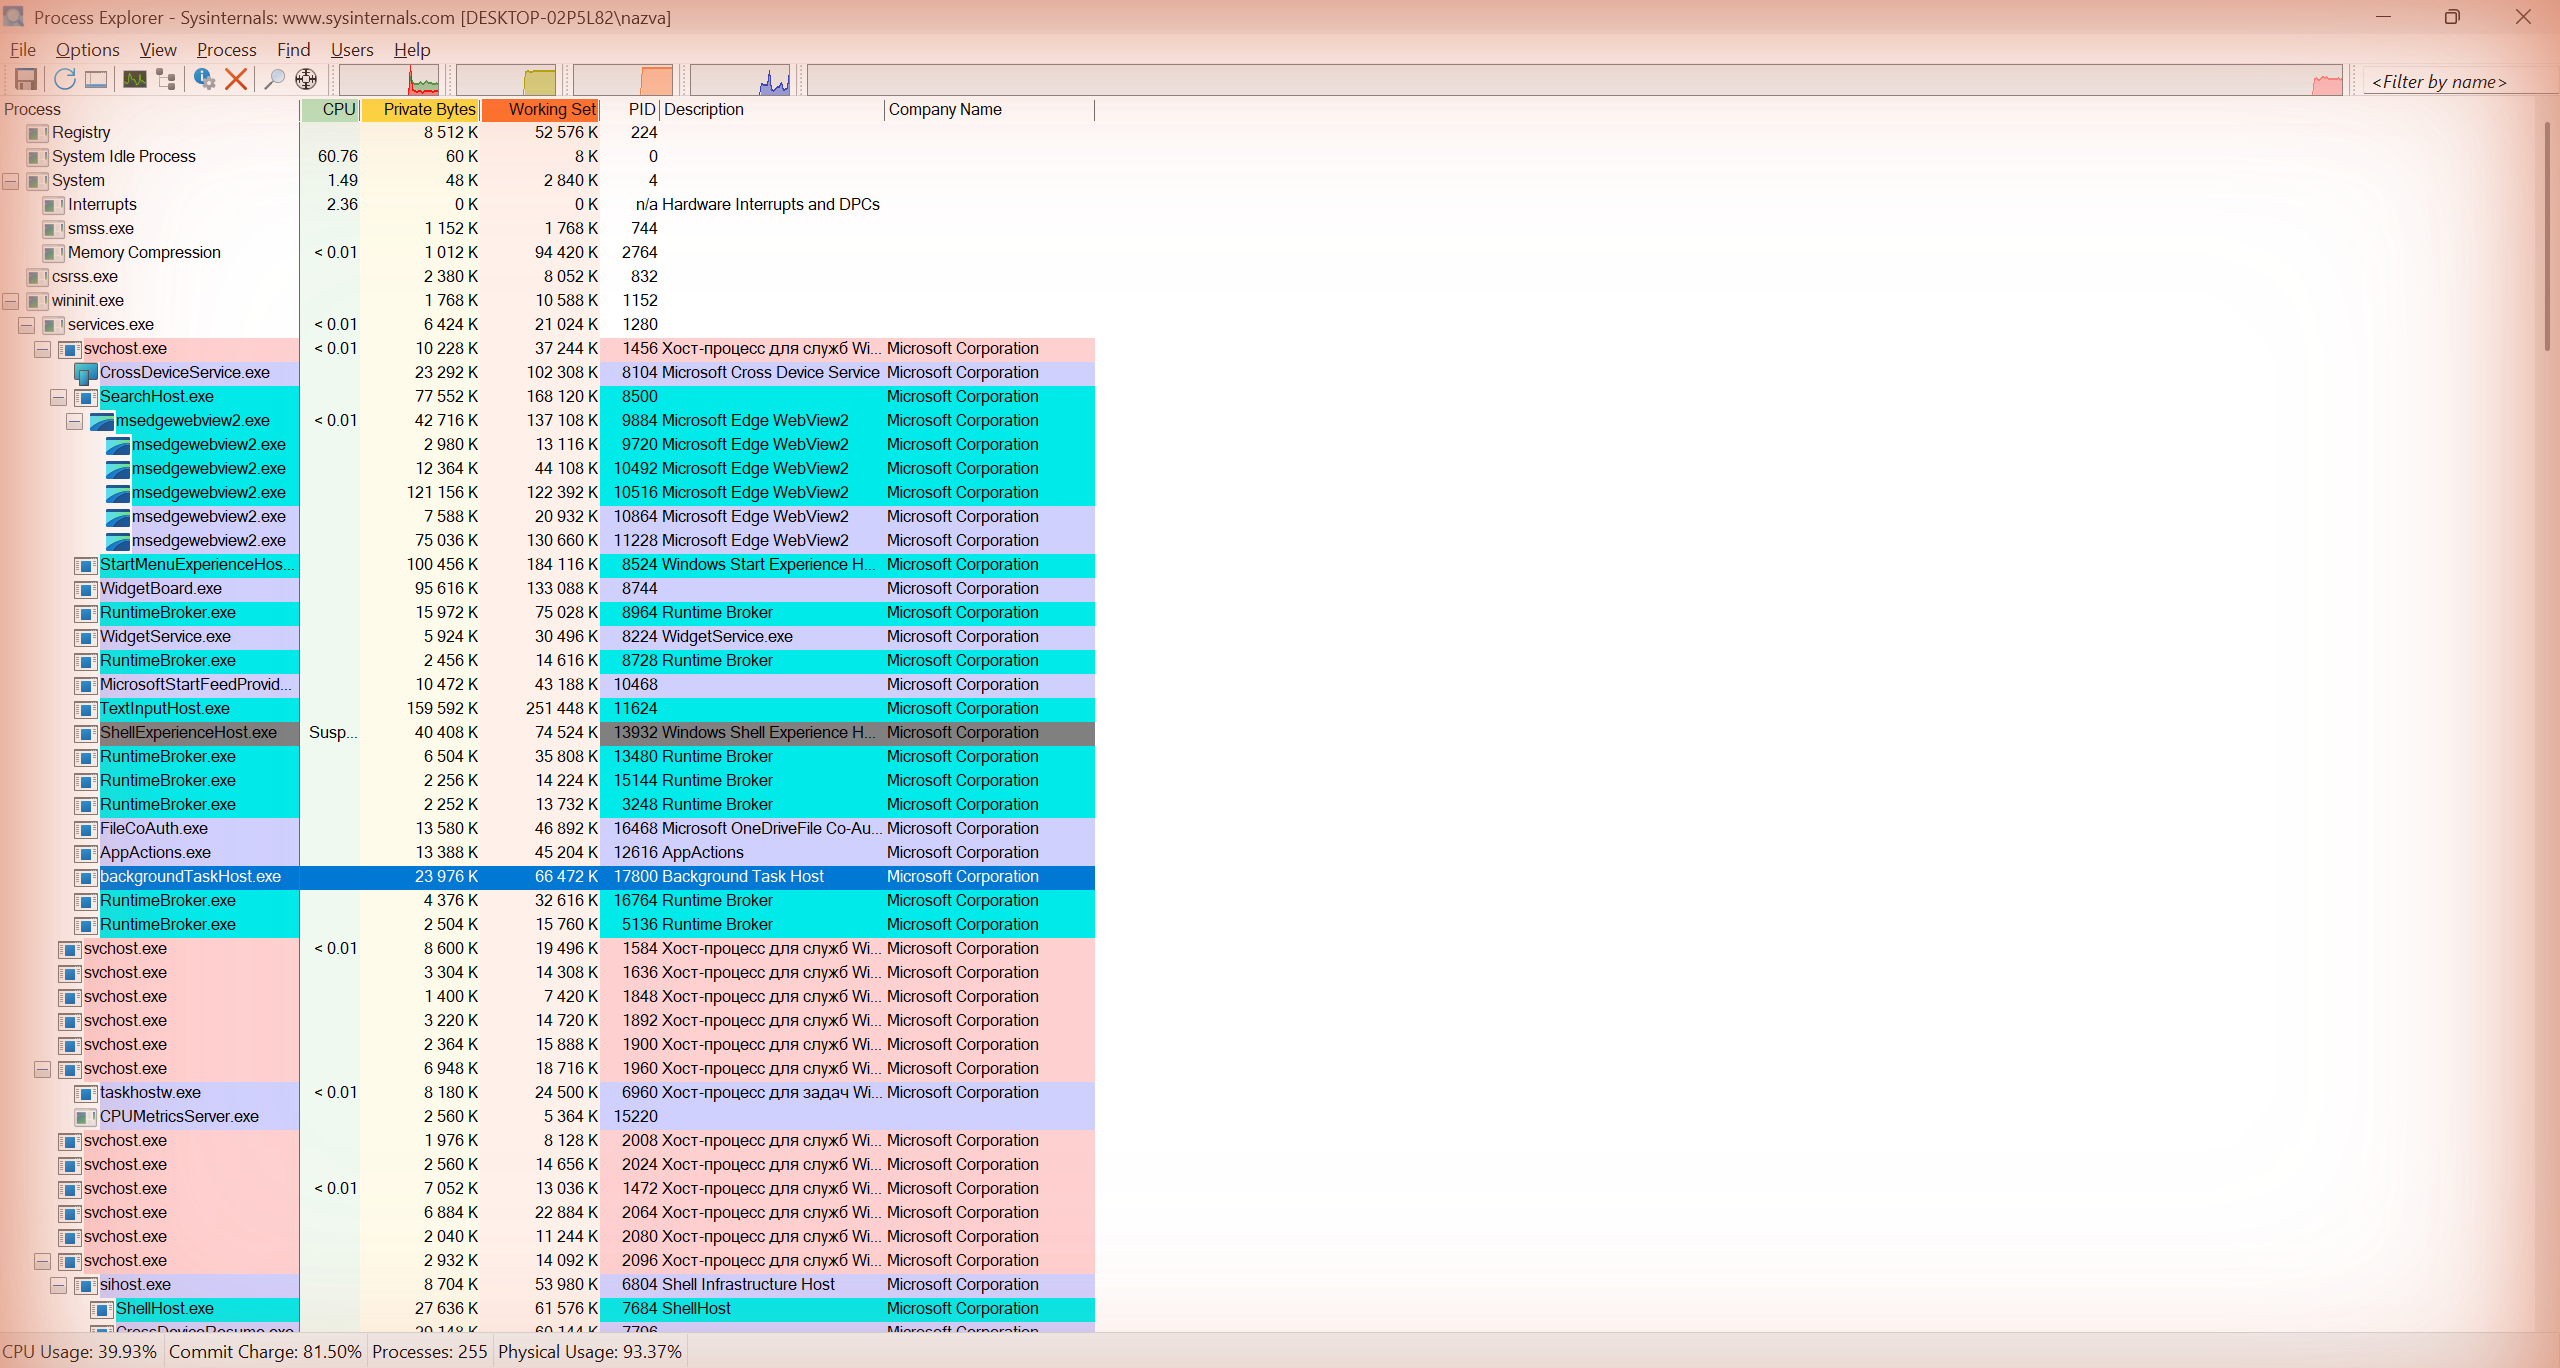 Process Explorer - Sysinternals: www.sysinternals.com [DESKTOP-02P5L82\nazva]
File Options View Process Find Users Help
<Filter by name>
Process CPU Private Bytes Working Set PID Description Company Name
Registry 8 512 K 52 576 K 224
System Idle Process 60.76 60 K 8 K 0
System 1.49 48 K 2 840 K 4
Interrupts 2.36 0 K 0 K n/a Hardware Interrupts and DPCs
smss.exe 1 152 K 1 768 K 744
Memory Compression < 0.01 1 012 K 94 420 K 2764
csrss.exe 2 380 K 8 052 K 832
wininit.exe 1 768 K 10 588 K 1152
services.exe < 0.01 6 424 K 21 024 K 1280
svchost.exe < 0.01 10 228 K 37 244 K 1456 Хост-процесс для служб Wi... Microsoft Corporation
CrossDeviceService.exe 23 292 K 102 308 K 8104 Microsoft Cross Device Service Microsoft Corporation
SearchHost.exe 77 552 K 168 120 K 8500 Microsoft Corporation
msedgewebview2.exe < 0.01 42 716 K 137 108 K 9884 Microsoft Edge WebView2 Microsoft Corporation
msedgewebview2.exe 2 980 K 13 116 K 9720 Microsoft Edge WebView2 Microsoft Corporation
msedgewebview2.exe 12 364 K 44 108 K 10492 Microsoft Edge WebView2 Microsoft Corporation
msedgewebview2.exe 121 156 K 122 392 K 10516 Microsoft Edge WebView2 Microsoft Corporation
msedgewebview2.exe 7 588 K 20 932 K 10864 Microsoft Edge WebView2 Microsoft Corporation
msedgewebview2.exe 75 036 K 130 660 K 11228 Microsoft Edge WebView2 Microsoft Corporation
StartMenuExperienceHos... 100 456 K 184 116 K 8524 Windows Start Experience H... Microsoft Corporation
WidgetBoard.exe 95 616 K 133 088 K 8744 Microsoft Corporation
RuntimeBroker.exe 15 972 K 75 028 K 8964 Runtime Broker Microsoft Corporation
WidgetService.exe 5 924 K 30 496 K 8224 WidgetService.exe Microsoft Corporation
RuntimeBroker.exe 2 456 K 14 616 K 8728 Runtime Broker Microsoft Corporation
MicrosoftStartFeedProvid... 10 472 K 43 188 K 10468 Microsoft Corporation
TextInputHost.exe 159 592 K 251 448 K 11624 Microsoft Corporation
ShellExperienceHost.exe Susp... 40 408 K 74 524 K 13932 Windows Shell Experience H... Microsoft Corporation
RuntimeBroker.exe 6 504 K 35 808 K 13480 Runtime Broker Microsoft Corporation
RuntimeBroker.exe 2 256 K 14 224 K 15144 Runtime Broker Microsoft Corporation
RuntimeBroker.exe 2 252 K 13 732 K 3248 Runtime Broker Microsoft Corporation
FileCoAuth.exe 13 580 K 46 892 K 16468 Microsoft OneDriveFile Co-Au... Microsoft Corporation
AppActions.exe 13 388 K 45 204 K 12616 AppActions Microsoft Corporation
backgroundTaskHost.exe 23 976 K 66 472 K 17800 Background Task Host Microsoft Corporation
RuntimeBroker.exe 4 376 K 32 616 K 16764 Runtime Broker Microsoft Corporation
RuntimeBroker.exe 2 504 K 15 760 K 5136 Runtime Broker Microsoft Corporation
svchost.exe < 0.01 8 600 K 19 496 K 1584 Хост-процесс для служб Wi... Microsoft Corporation
svchost.exe 3 304 K 14 308 K 1636 Хост-процесс для служб Wi... Microsoft Corporation
svchost.exe 1 400 K 7 420 K 1848 Хост-процесс для служб Wi... Microsoft Corporation
svchost.exe 3 220 K 14 720 K 1892 Хост-процесс для служб Wi... Microsoft Corporation
svchost.exe 2 364 K 15 888 K 1900 Хост-процесс для служб Wi... Microsoft Corporation
svchost.exe 6 948 K 18 716 K 1960 Хост-процесс для служб Wi... Microsoft Corporation
taskhostw.exe < 0.01 8 180 K 24 500 K 6960 Хост-процесс для задач Wi... Microsoft Corporation
CPUMetricsServer.exe 2 560 K 5 364 K 15220
svchost.exe 1 976 K 8 128 K 2008 Хост-процесс для служб Wi... Microsoft Corporation
svchost.exe 2 560 K 14 656 K 2024 Хост-процесс для служб Wi... Microsoft Corporation
svchost.exe < 0.01 7 052 K 13 036 K 1472 Хост-процесс для служб Wi... Microsoft Corporation
svchost.exe 6 884 K 22 884 K 2064 Хост-процесс для служб Wi... Microsoft Corporation
svchost.exe 2 040 K 11 244 K 2080 Хост-процесс для служб Wi... Microsoft Corporation
svchost.exe 2 932 K 14 092 K 2096 Хост-процесс для служб Wi... Microsoft Corporation
sihost.exe 8 704 K 53 980 K 6804 Shell Infrastructure Host Microsoft Corporation
ShellHost.exe 27 636 K 61 576 K 7684 ShellHost Microsoft Corporation
CrossDeviceResume.exe Microsoft Corporation
CPU Usage: 39.93% Commit Charge: 81.50% Processes: 255 Physical Usage: 93.37%